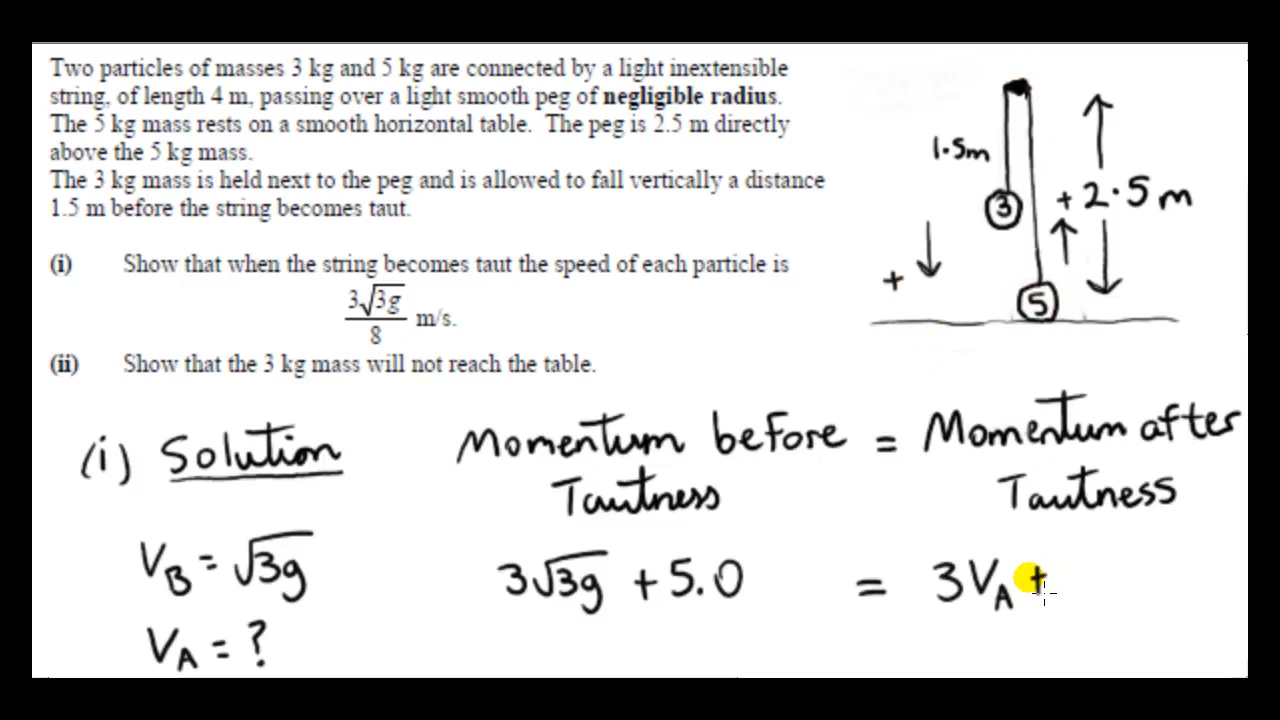 Two particles of masses 3 kg and 5 kg are connected by a light inextensible
string, of length 4 m, passing over a light smooth peg of negligible radius.
The 5 kg mass rests on a smooth horizontal table. The peg is 2.5 m directly
above the 5 kg mass.
The 3 kg mass is held next to the peg and is allowed to fall vertically a distance
1.5 m before the string becomes taut.
(i) Show that when the string becomes taut the speed of each particle is
3√3g
8
m/s.
(ii) Show that the 3 kg mass will not reach the table.
1.5m
3
+ 2.5 m
+
5
(i) Solution
Momentum before = Momentum after
Tautness Tautness
V_B = √3g
3√3g + 5.0 = 3V_A +
V_A = ?